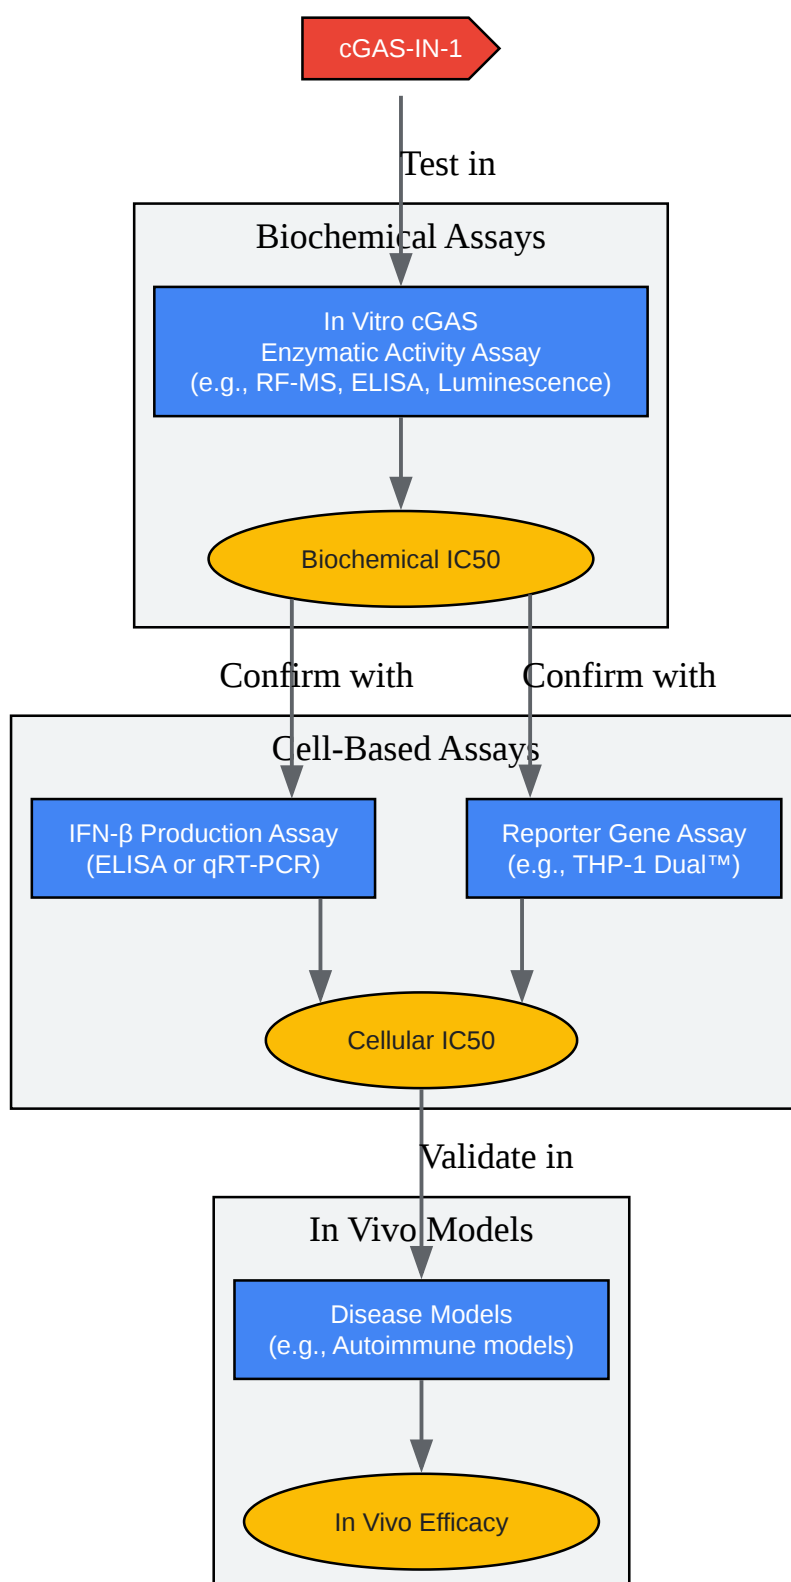 cGAS-IN-1
Test in
Biochemical Assays
In Vitro cGAS
Enzymatic Activity Assay
(e.g., RF-MS, ELISA, Luminescence)
Biochemical IC50
Confirm with
Confirm with
Cell-Based Assays
IFN-β Production Assay
(ELISA or qRT-PCR)
Reporter Gene Assay
(e.g., THP-1 Dual™)
Cellular IC50
Validate in
In Vivo Models
Disease Models
(e.g., Autoimmune models)
In Vivo Efficacy